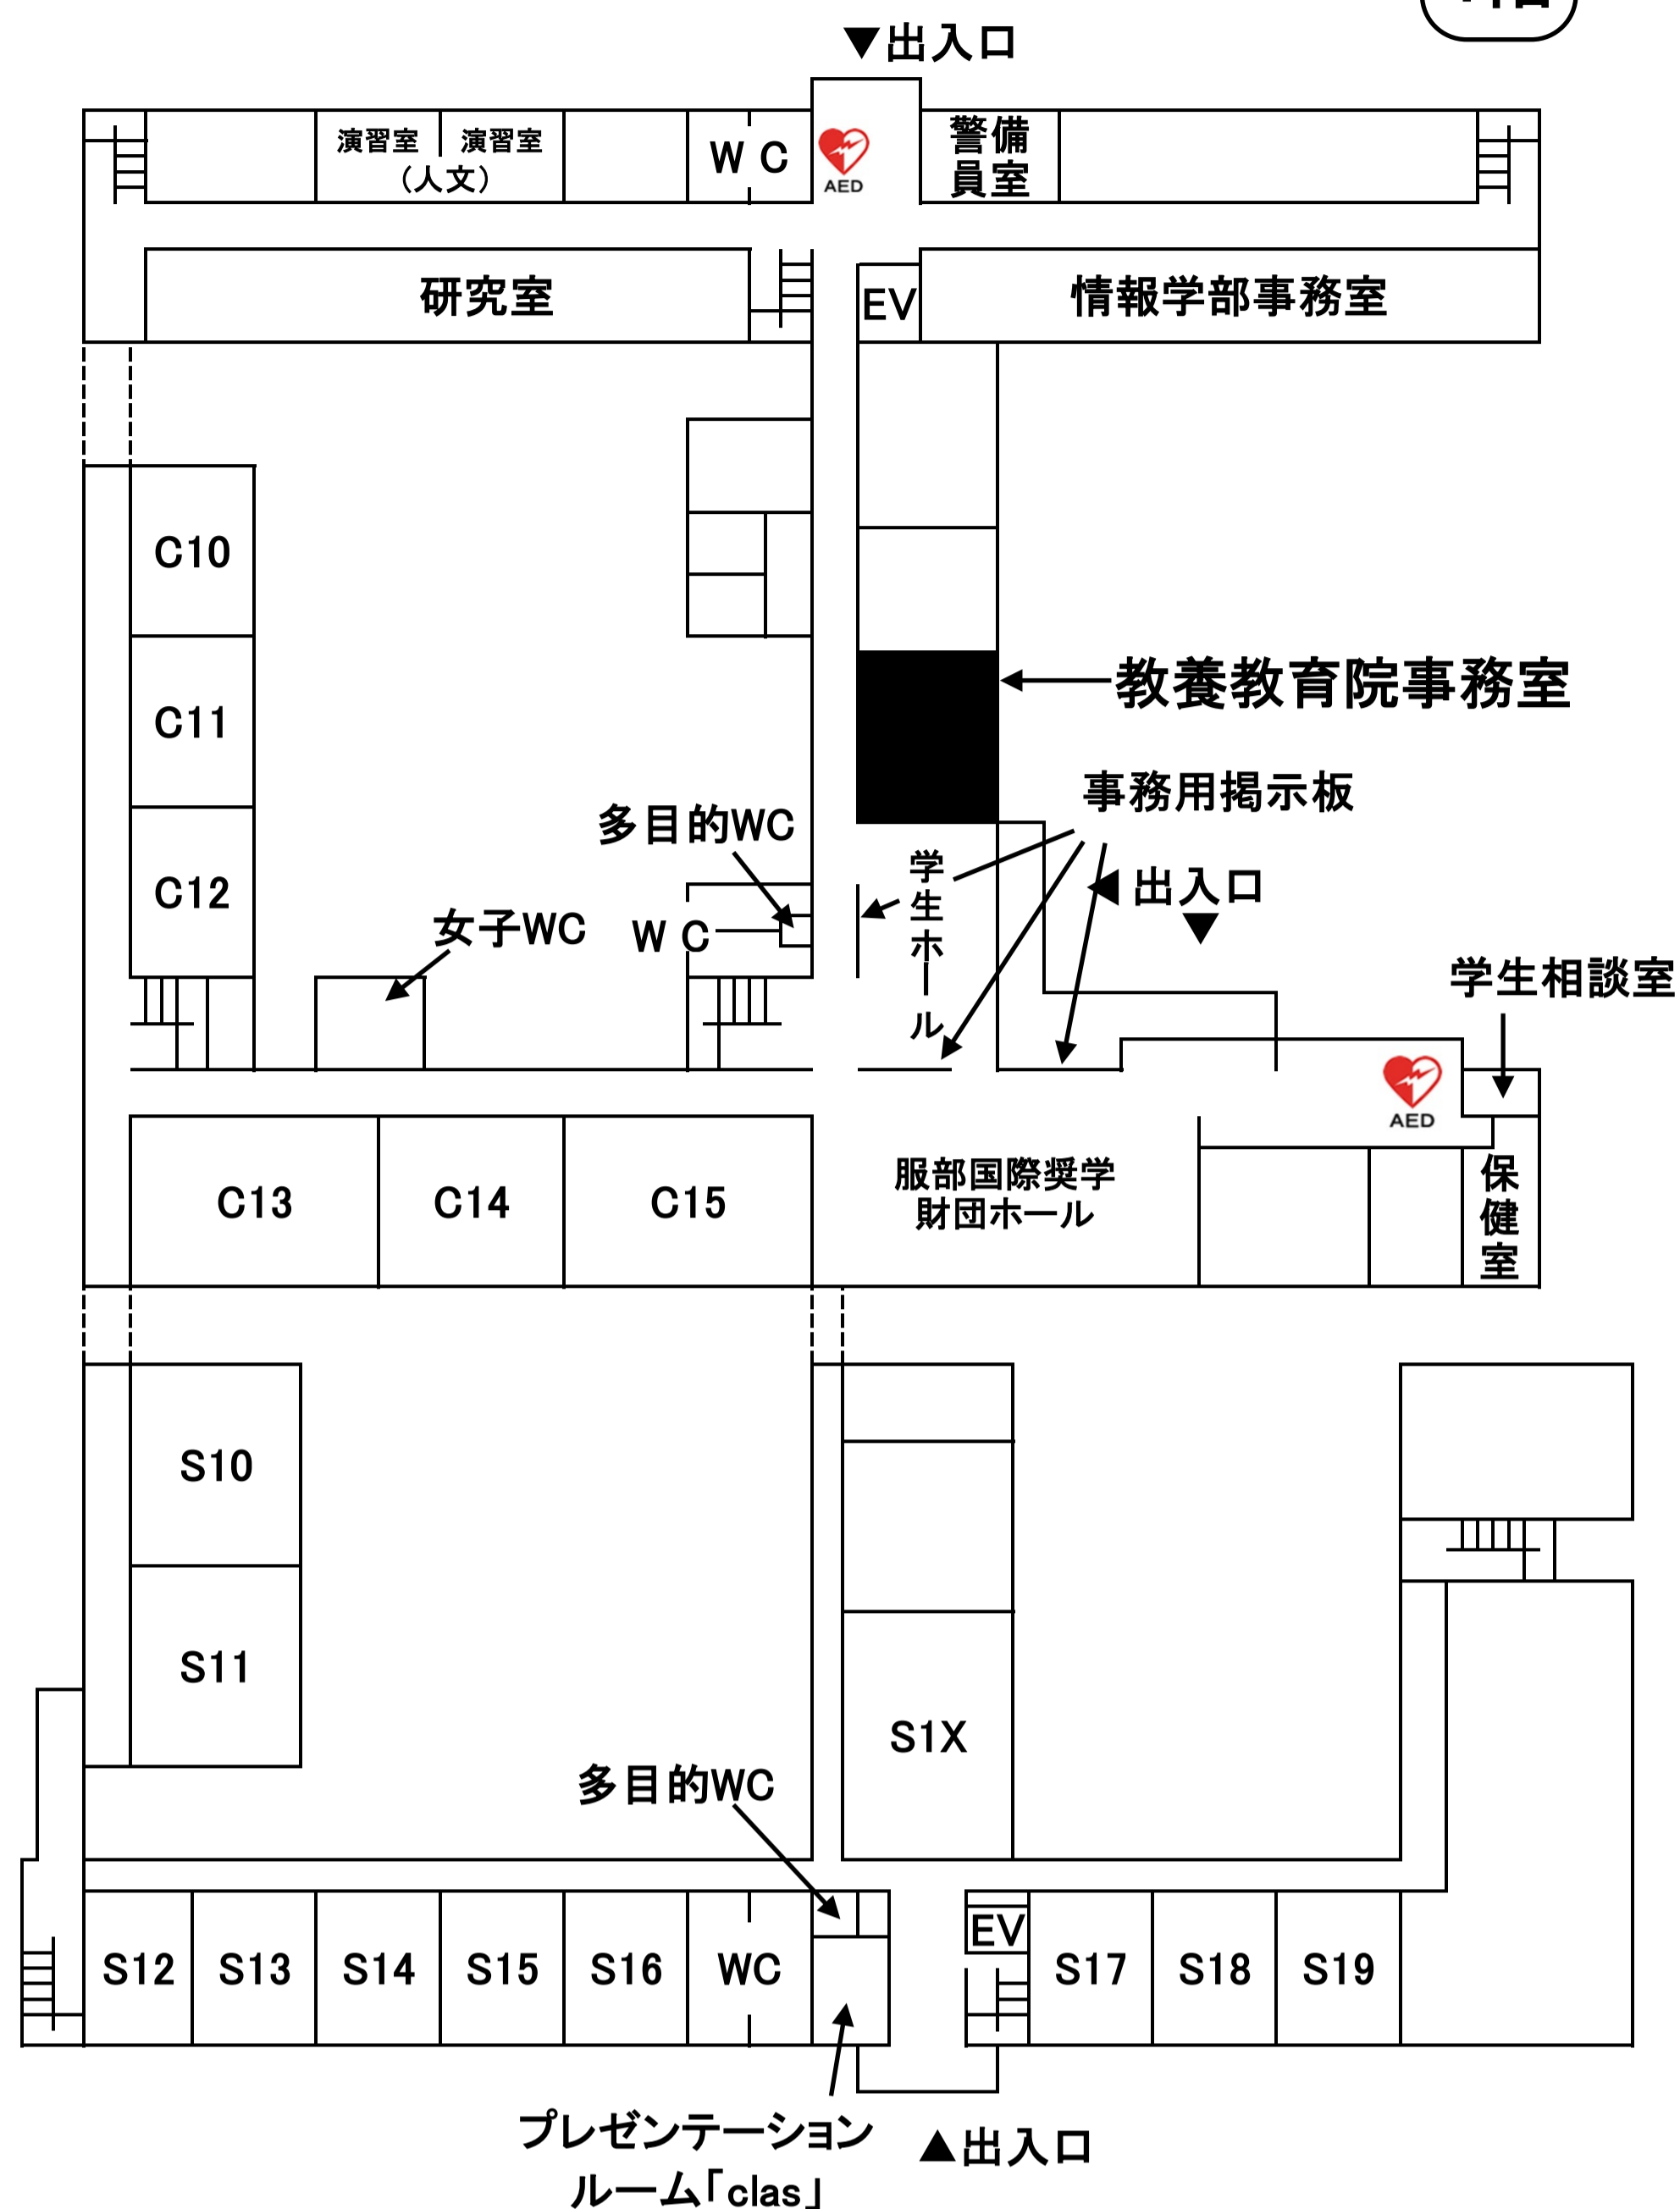 ▼出入口
演習室 演習室
（人文）
W C
AED
警備
員室
研究室
EV
情報学部事務室
C10
C11
C12
教養教育院事務室
事務用掲示板
多目的WC
女子WC
W C
学生ホール
◀出入口
▼
学生相談室
AED
C13
C14
C15
服部国際奨学
財団ホール
保健室
S10
S11
S1X
多目的WC
S12
S13
S14
S15
S16
WC
EV
S17
S18
S19
プレゼンテーション
ルーム「clas」
▲出入口